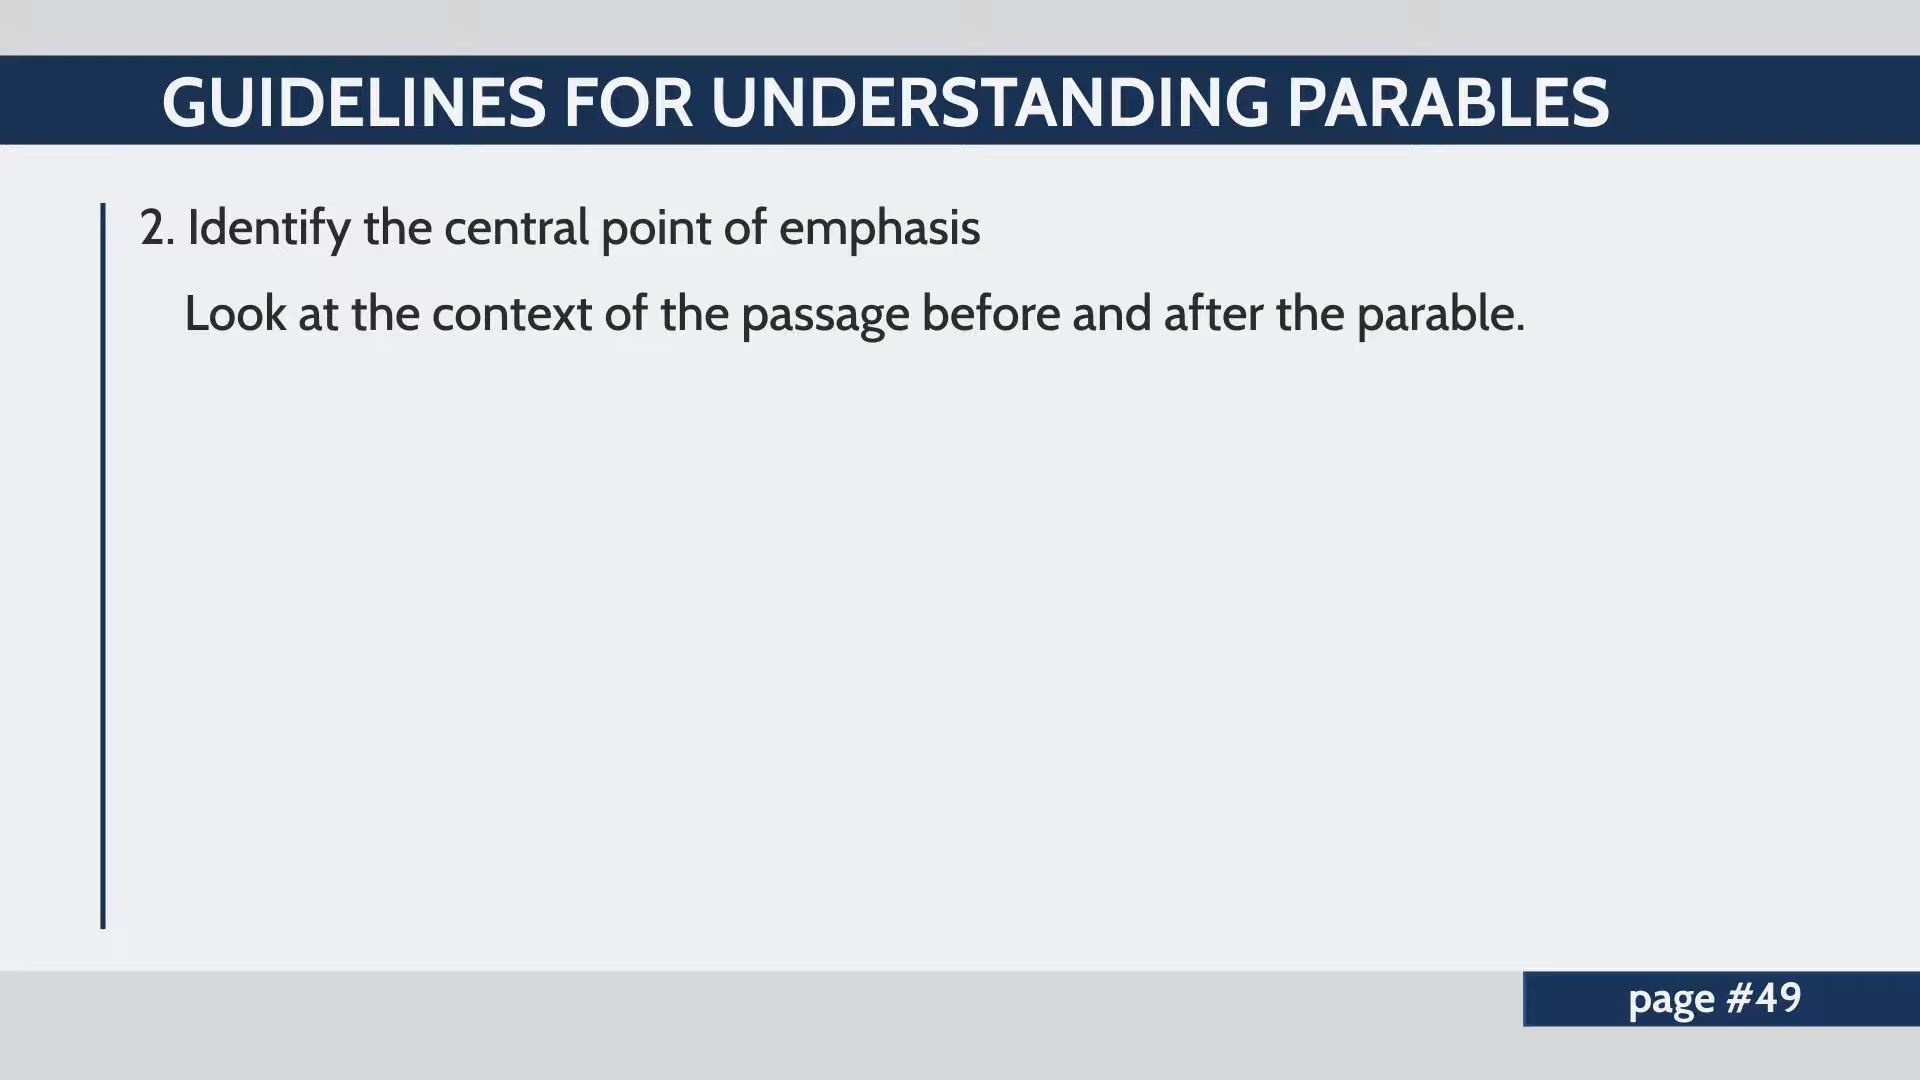 GUIDELINES FOR UNDERSTANDING PARABLES
2. Identify the central point of emphasis
Look at the context of the passage before and after the parable.
page #49